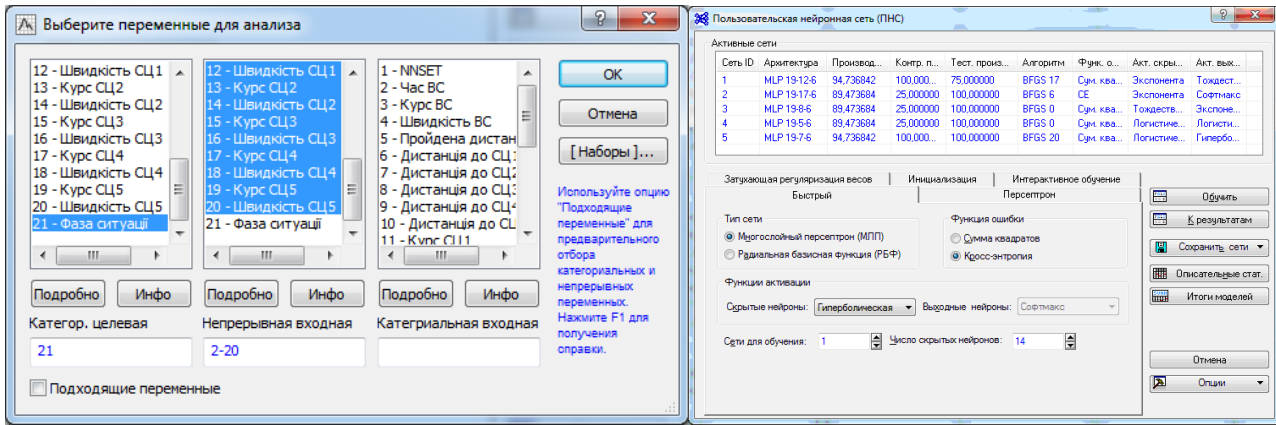 Выберите переменные для анализа
12 - Швидкість СЦ1
13 - Курс СЦ2
14 - Швидкість СЦ2
15 - Курс СЦ3
16 - Швидкість СЦ3
17 - Курс СЦ4
18 - Швидкість СЦ4
19 - Курс СЦ5
20 - Швидкість СЦ5
21 - Фаза ситуації
12 - Швидкість СЦ1
13 - Курс СЦ2
14 - Швидкість СЦ2
15 - Курс СЦ3
16 - Швидкість СЦ3
17 - Курс СЦ4
18 - Швидкість СЦ4
19 - Курс СЦ5
20 - Швидкість СЦ5
21 - Фаза ситуації
1 - NNSET
2 - Час ВС
3 - Курс ВС
4 - Швидкість ВС
5 - Пройдена дистан
6 - Дистанція до СЦ1
7 - Дистанція до СЦ2
8 - Дистанція до СЦ3
9 - Дистанція до СЦ4
10 - Дистанція до СЦ
11 - Курс СЦ1
OK
Отмена
[ Наборы ]...
Используйте опцию
"Подходящие
переменные" для
предварительного
отбора
категориальных и
непрерывных
переменных.
Нажмите F1 для
получения
справки.
Подробно Инфо Подробно Инфо Подробно Инфо
Категор. целевая Непрерывная входная Категриальная входная
21 2-20
Подходящие переменные
Пользовательская нейронная сеть (ПНС)
Активные сети
Сеть ID Архитектура Производ... Контр. п... Тест. произ... Алгоритм Функ. о... Акт. скры... Акт. вых...
1 MLP 19-12-6 94,736842 100,000... 75,000000 BFGS 17 Сум. ква... Экспонента Тождест...
2 MLP 19-17-6 89,473684 25,000000 100,000000 BFGS 6 CE Экспонента Софтмакс
3 MLP 19-8-6 89,473684 25,000000 100,000000 BFGS 0 Сум. ква... Тождеств... Экспоне...
4 MLP 19-5-6 89,473684 25,000000 100,000000 BFGS 0 Сум. ква... Логистиче... Логисти...
5 MLP 19-7-6 94,736842 100,000... 100,000000 BFGS 20 Сум. ква... Логистиче... Гипербо...
Затухающая регуляризация весов Инициализация Интерактивное обучение
Быстрый Персептрон
Тип сети
Многослойный персептрон (МПП)
Радиальная базисная функция (РБФ)
Функция ошибки
Сумма квадратов
Кросс-энтропия
Функции активации
Скрытые нейроны: Гиперболическая Выходные нейроны: Софтмакс
Сети для обучения: 1 Число скрытых нейронов: 14
Обучить
К результатам
Сохранить сети
Описательные стат.
Итоги моделей
Отмена
Опции